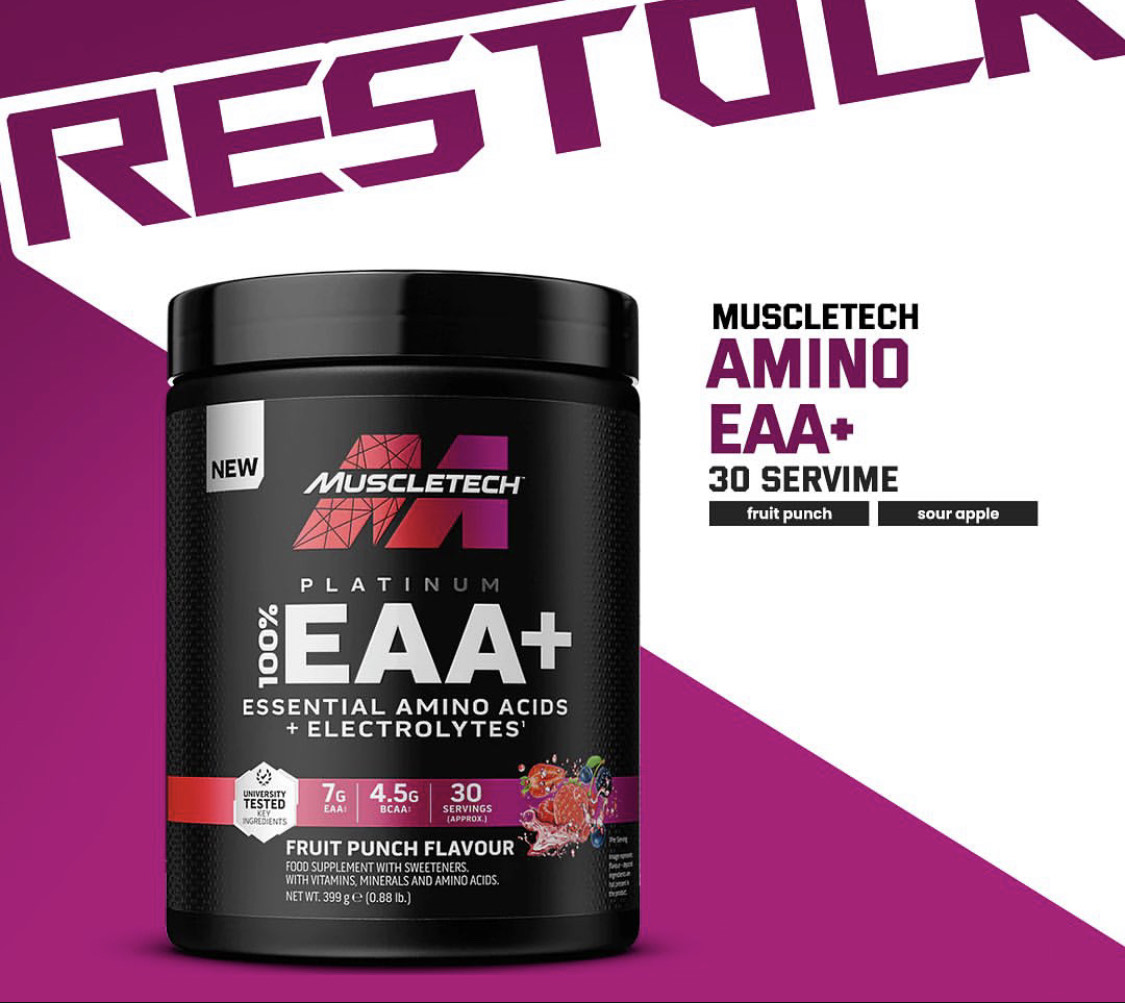 RESTOCK
MUSCLETECH
AMINO
EAA+
30 SERVIME
fruit punch
sour apple
NEW
MUSCLETECH
PLATINUM
100% EAA+
ESSENTIAL AMINO ACIDS
+ ELECTROLYTES¹
UNIVERSITY
TESTED
KEY
INGREDIENTS
7G
EAA
4.5G
BCAA
30
SERVINGS
(APPROX.)
FRUIT PUNCH FLAVOUR
FOOD SUPPLEMENT WITH SWEETENERS.
WITH VITAMINS, MINERALS AND AMINO ACIDS.
NET WT. 399 g ℮ (0.88 lb.)